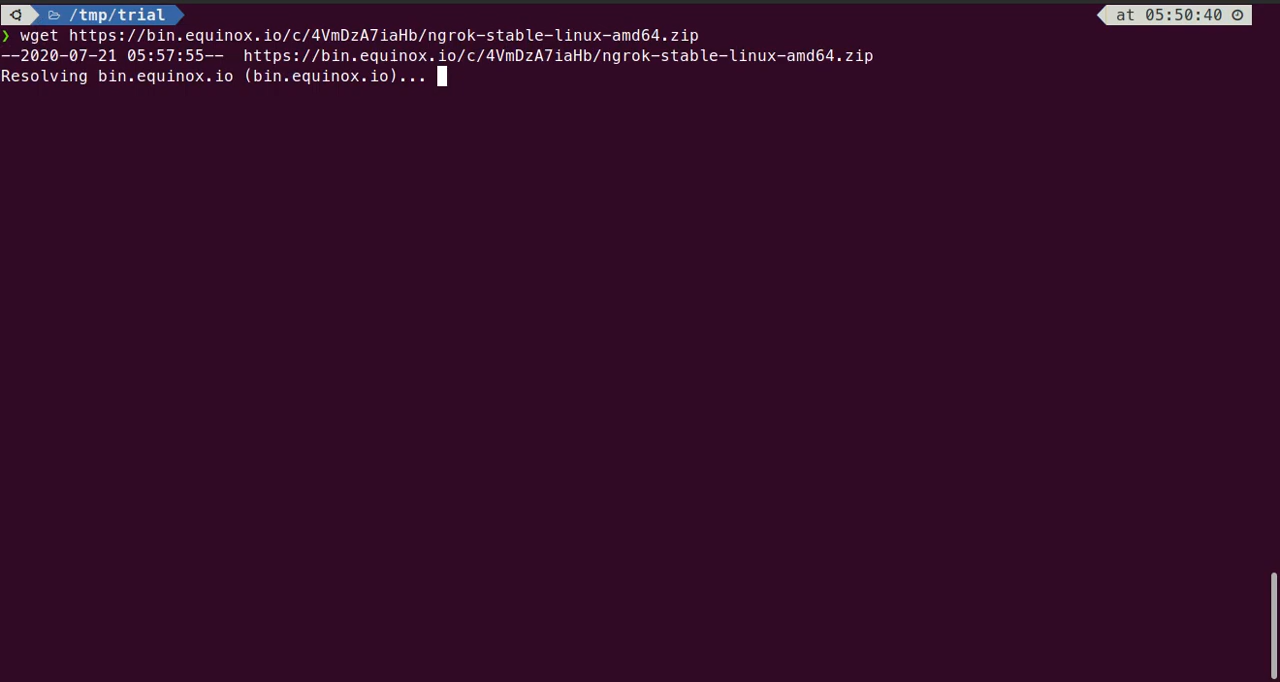 /tmp/trial at 05:50:40
❯ wget https://bin.equinox.io/c/4VmDzA7iaHb/ngrok-stable-linux-amd64.zip
--2020-07-21 05:57:55--  https://bin.equinox.io/c/4VmDzA7iaHb/ngrok-stable-linux-amd64.zip
Resolving bin.equinox.io (bin.equinox.io)...